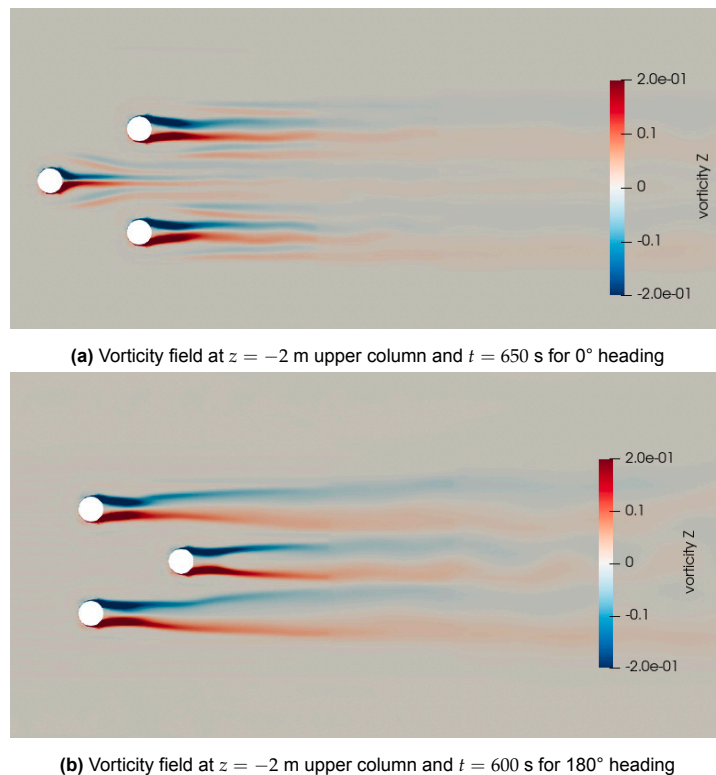 2.0e-01
0.1
0
-0.1
-2.0e-01
vorticity Z
(a) Vorticity field at z = −2 m upper column and t = 650 s for 0° heading
2.0e-01
0.1
0
-0.1
-2.0e-01
vorticity Z
(b) Vorticity field at z = −2 m upper column and t = 600 s for 180° heading